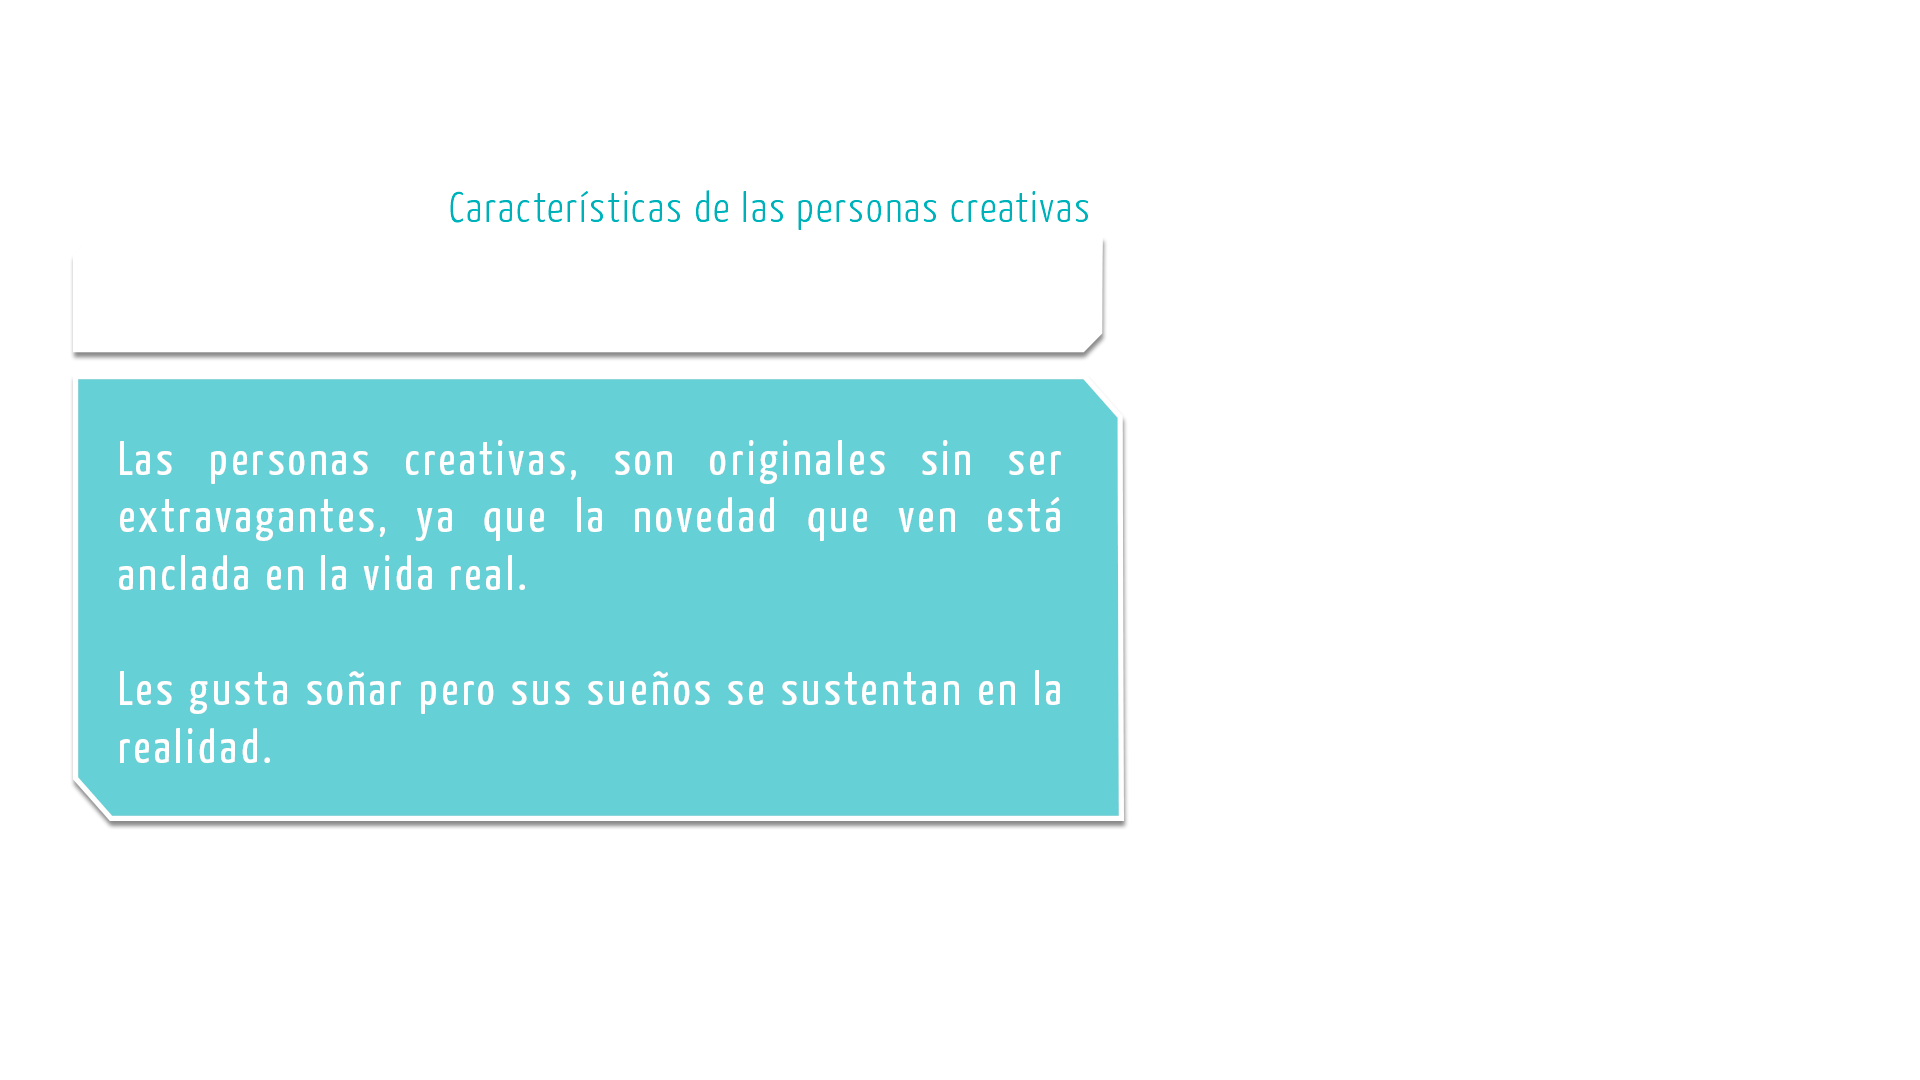 Características de las personas creativas
Las personas creativas, son originales sin ser
extravagantes, ya que la novedad que ven está
anclada en la vida real.
Les gusta soñar pero sus sueños se sustentan en la
realidad.